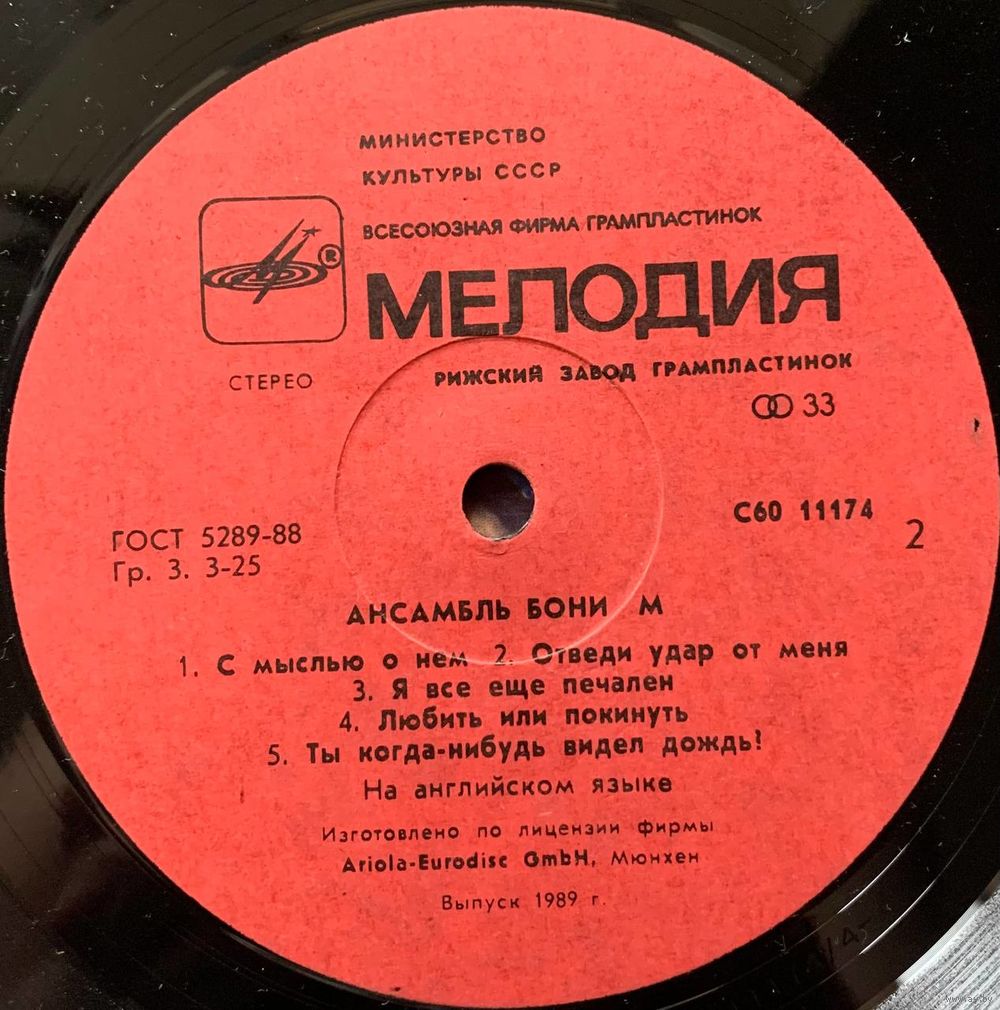 МИНИСТЕРСТВО
КУЛЬТУРЫ СССР
ВСЕСОЮЗНАЯ ФИРМА ГРАМПЛАСТИНОК
®
МЕЛОДИЯ
СТЕРЕО
РИЖСКИЙ ЗАВОД ГРАМПЛАСТИНОК
33
С60 11174
2
ГОСТ 5289-88
Гр. 3. 3-25
АНСАМБЛЬ БОНИ М
1. С мыслью о нем 2. Отведи удар от меня
3. Я все еще печален
4. Любить или покинуть
5. Ты когда-нибудь видел дождь?
На английском языке
Изготовлено по лицензии фирмы
Ariola-Eurodisc GmbH, Мюнхен
Выпуск 1989 г.